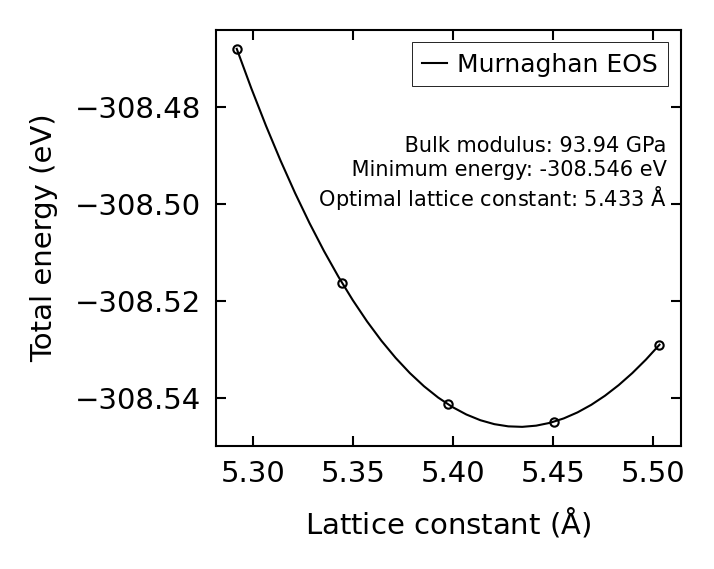 Murnaghan EOS
Bulk modulus: 93.94 GPa
Minimum energy: -308.546 eV
Optimal lattice constant: 5.433 Å
Total energy (eV)
−308.48
−308.50
−308.52
−308.54
5.30 5.35 5.40 5.45 5.50
Lattice constant (Å)